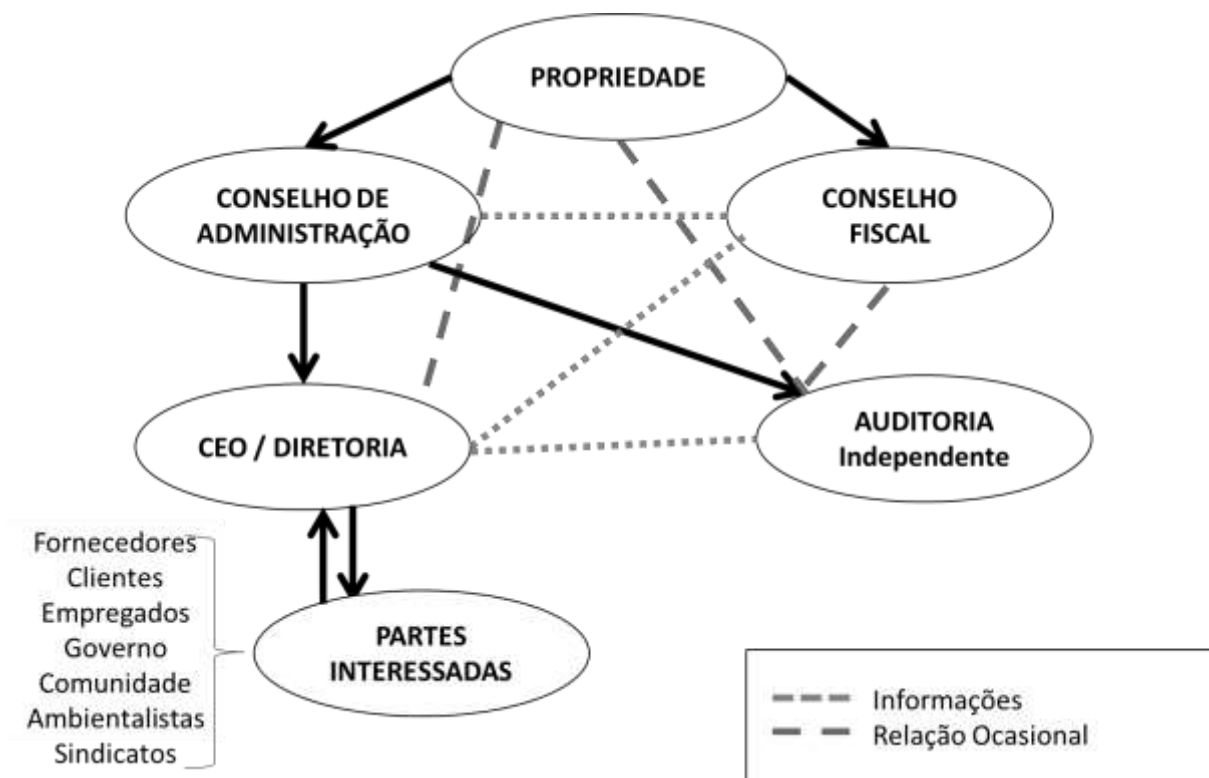 PROPRIEDADE
CONSELHO DE
ADMINISTRAÇÃO
CONSELHO
FISCAL
CEO / DIRETORIA
AUDITORIA
Independente
Fornecedores
Clientes
Empregados
Governo
Comunidade
Ambientalistas
Sindicatos
PARTES
INTERESSADAS
Informações
Relação Ocasional